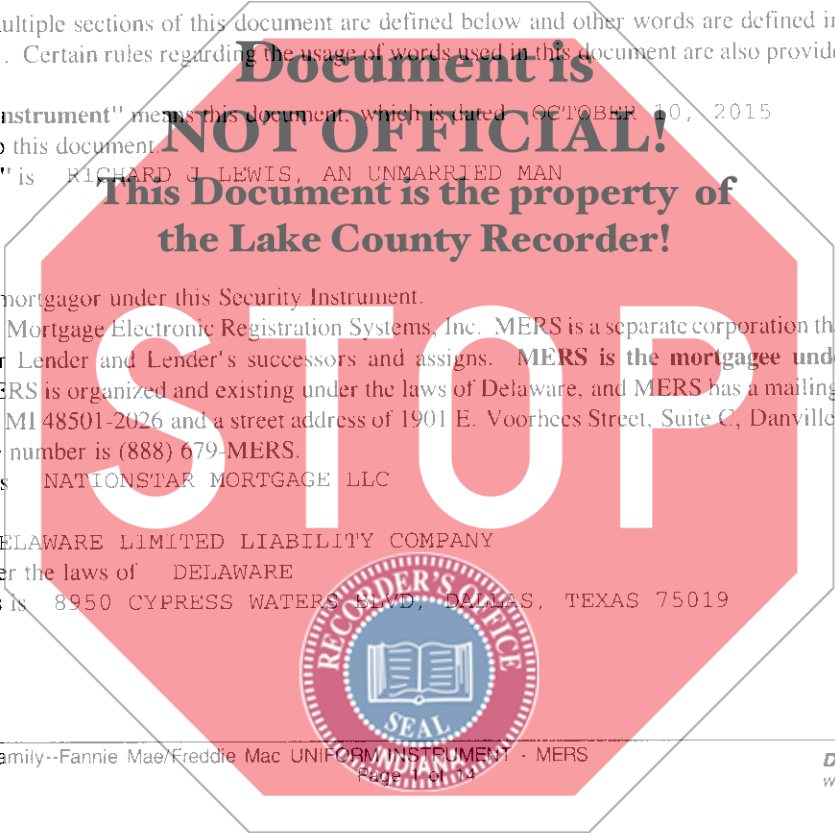 ultiple sections of this document are defined below and other words are defined in
. Certain rules regarding the usage of words used in this document are also provide
Document is
nstrument" means this document, which is dated OCTOBER 10, 2015
NOT OFFICIAL!
o this document.
" is RICHARD J LEWIS, AN UNMARRIED MAN
This Document is the property of
the Lake County Recorder!
mortgagor under this Security Instrument.
Mortgage Electronic Registration Systems, Inc. MERS is a separate corporation th
r Lender and Lender's successors and assigns. MERS is the mortgagee und
ERS is organized and existing under the laws of Delaware, and MERS has a mailing
MI 48501-2026 and a street address of 1901 E. Voorhees Street, Suite C, Danville
STOP
number is (888) 679-MERS.
s NATIONSTAR MORTGAGE LLC
ELAWARE LIMITED LIABILITY COMPANY
er the laws of DELAWARE
s is 8950 CYPRESS WATERS BLVD, DALLAS, TEXAS 75019
RECORDER'S OFFICE
SEAL
INDIANA
amily--Fannie Mae/Freddie Mac UNIFORM INSTRUMENT - MERS
Page 1 of 14
D
w